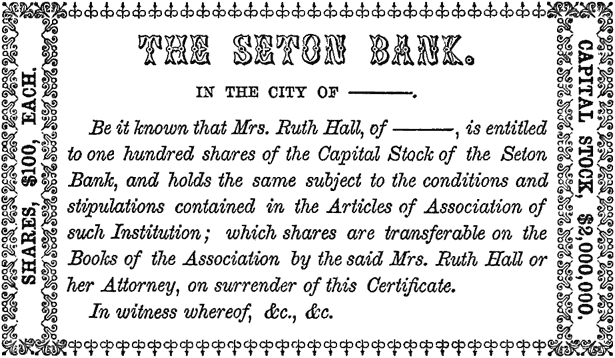 THE SETON BANK.
IN THE CITY OF ———.
Be it known that Mrs. Ruth Hall, of ———, is entitled
to one hundred shares of the Capital Stock of the Seton
Bank, and holds the same subject to the conditions and
stipulations contained in the Articles of Association of
such Institution; which shares are transferable on the
Books of the Association by the said Mrs. Ruth Hall or
her Attorney, on surrender of this Certificate.
In witness whereof, &c., &c.
SHARES, $100, EACH.
CAPITAL STOCK, $2,000,000.